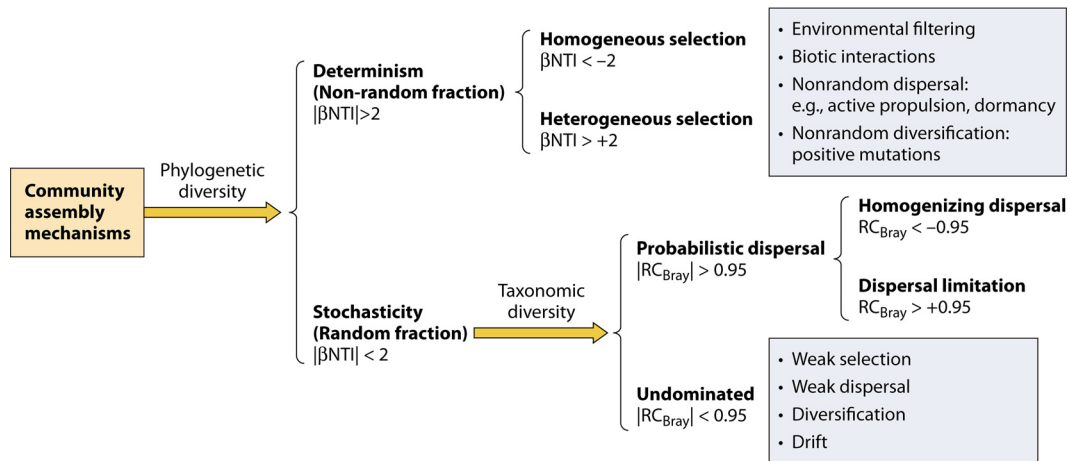 Community
assembly
mechanisms
Phylogenetic
diversity
Determinism
(Non-random fraction)
|βNTI|>2
Homogeneous selection
βNTI < –2
Heterogeneous selection
βNTI > +2
• Environmental filtering
• Biotic interactions
• Nonrandom dispersal:
e.g., active propulsion, dormancy
• Nonrandom diversification:
positive mutations
Stochasticity
(Random fraction)
|βNTI| < 2
Taxonomic
diversity
Probabilistic dispersal
|RCBray| > 0.95
Homogenizing dispersal
RCBray < –0.95
Dispersal limitation
RCBray > +0.95
Undominated
|RCBray| < 0.95
• Weak selection
• Weak dispersal
• Diversification
• Drift